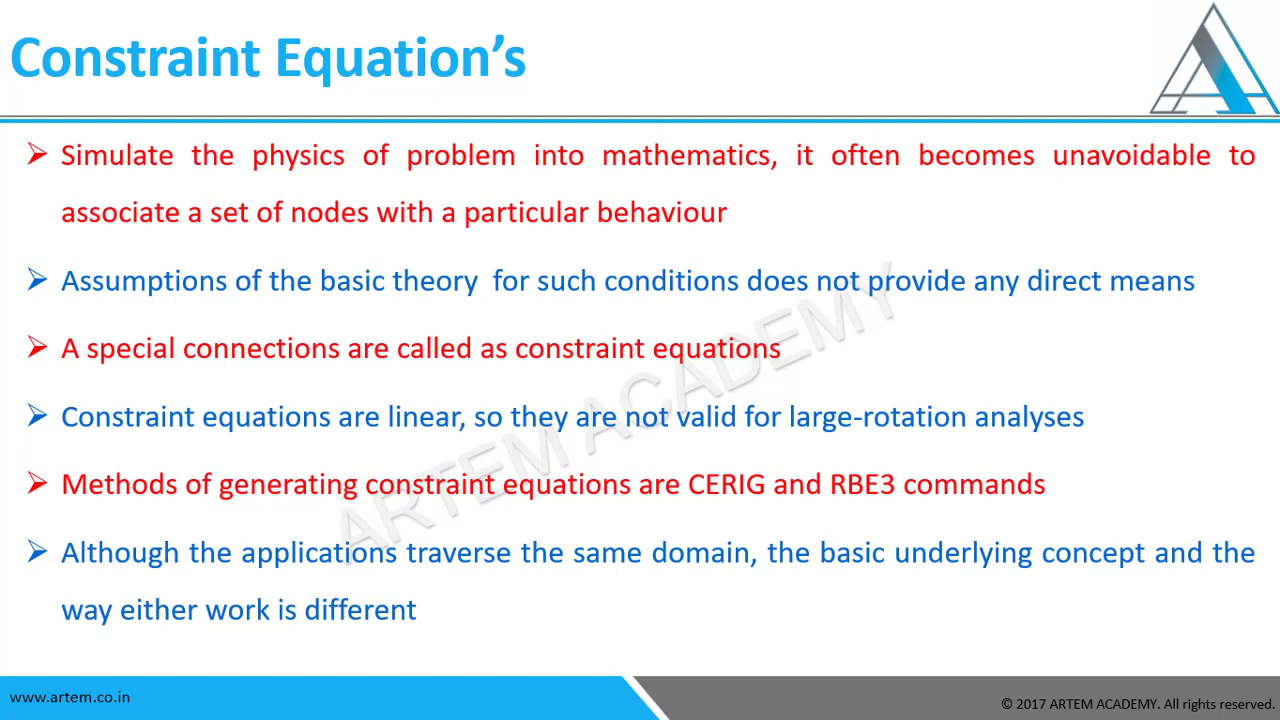 Constraint Equation’s
Simulate the physics of problem into mathematics, it often becomes unavoidable to
associate a set of nodes with a particular behaviour
Assumptions of the basic theory  for such conditions does not provide any direct means
A special connections are called as constraint equations
Constraint equations are linear, so they are not valid for large-rotation analyses
Methods of generating constraint equations are CERIG and RBE3 commands
Although the applications traverse the same domain, the basic underlying concept and the
way either work is different
ARTEM ACADEMY
www.artem.co.in
© 2017 ARTEM ACADEMY. All rights reserved.